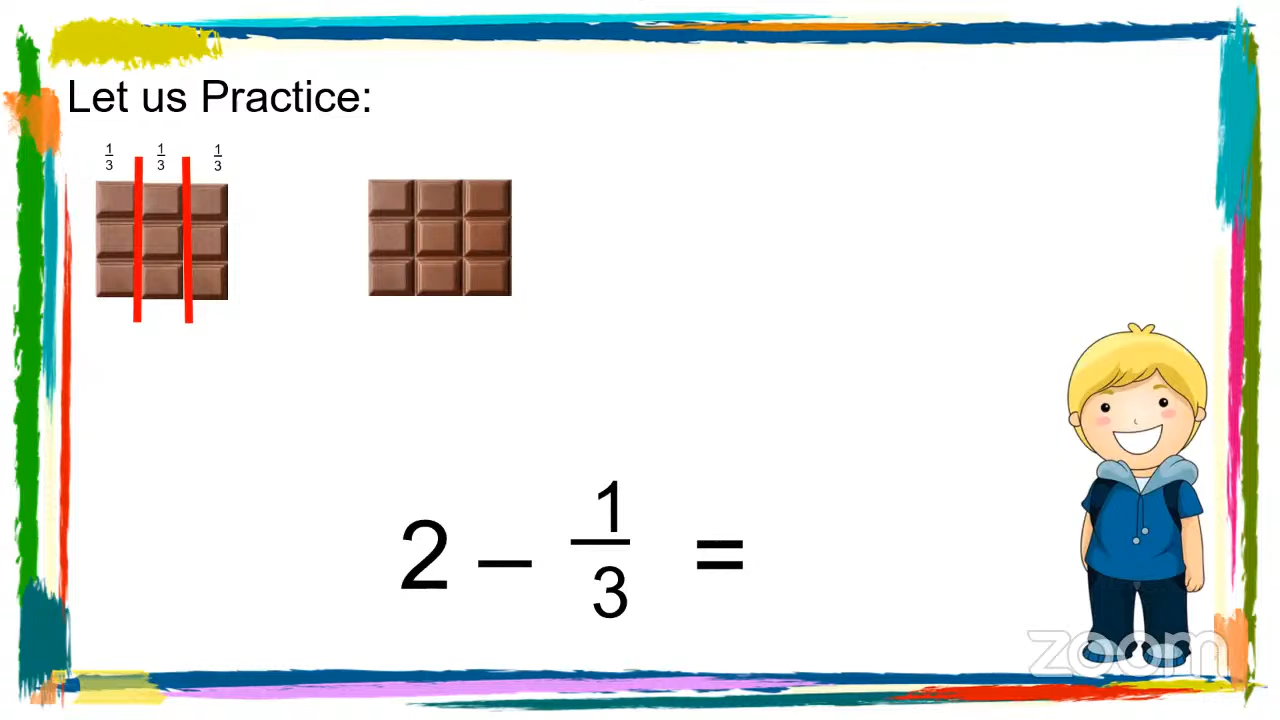 Let us Practice:
1/3 1/3 1/3
2 – 1/3 =
zoom